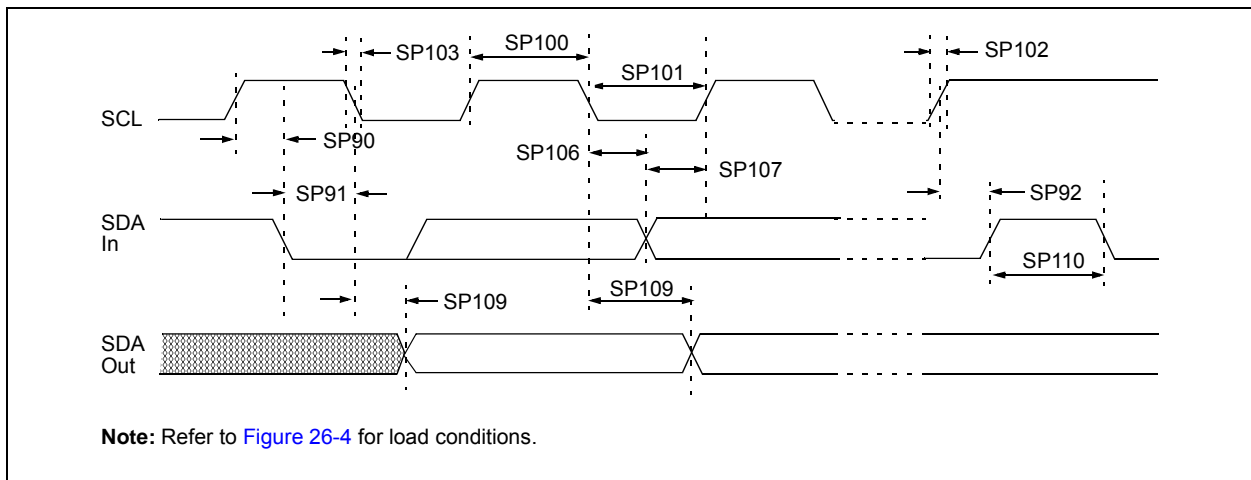 SP103
SP100
SP102
SP101
SCL
SP90
SP106
SP107
SP91
SP92
SDA
In
SP110
SP109
SP109
SDA
Out
Note: Refer to Figure 26-4 for load conditions.